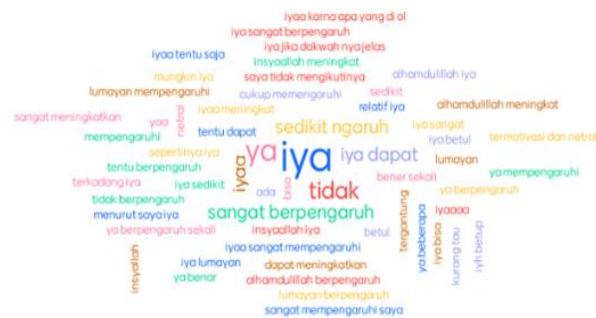 iyaa karna apa yang di ol
iya sangat berpengaruh
iya jika dakwah nya jelas
iyaa tentu saja
insyaallah meningkat
mungkin iya
saya tidak mengikutinya
alhamdulillah iya
lumayan mempengaruhi
cukup memengaruhi
sedikit
sangat meningkatkan
yaa
netral
iyaa meningkat
relatif iya
alhamdulillah meningkat
mempengaruhi
tentu dapat
sedikit ngaruh
iya sangat
iya betul
termotivasi dan netral
sepertinya iya
iyaa
ya
iya
iya dapat
lumayan
tentu berpengaruh
bener sekali
ya mempengaruhi
terkadang iya
iya sedikit
ada
bisa
tidak
ya berpengaruh
tidak berpengaruh
menurut saya iya
sangat berpengaruh
tergantung
ya beberapa
iya bisa
iyaaaa
kurang tau
iyh betup
ya berpengaruh sekali
insyaallah iya
betul
insyallah
iyaa sangat mempengaruhi
iya lumayan
dapat meningkatkan
ya benar
alhamdulillah berpengaruh
lumayan berpengaruh
sangat mempengaruhi saya